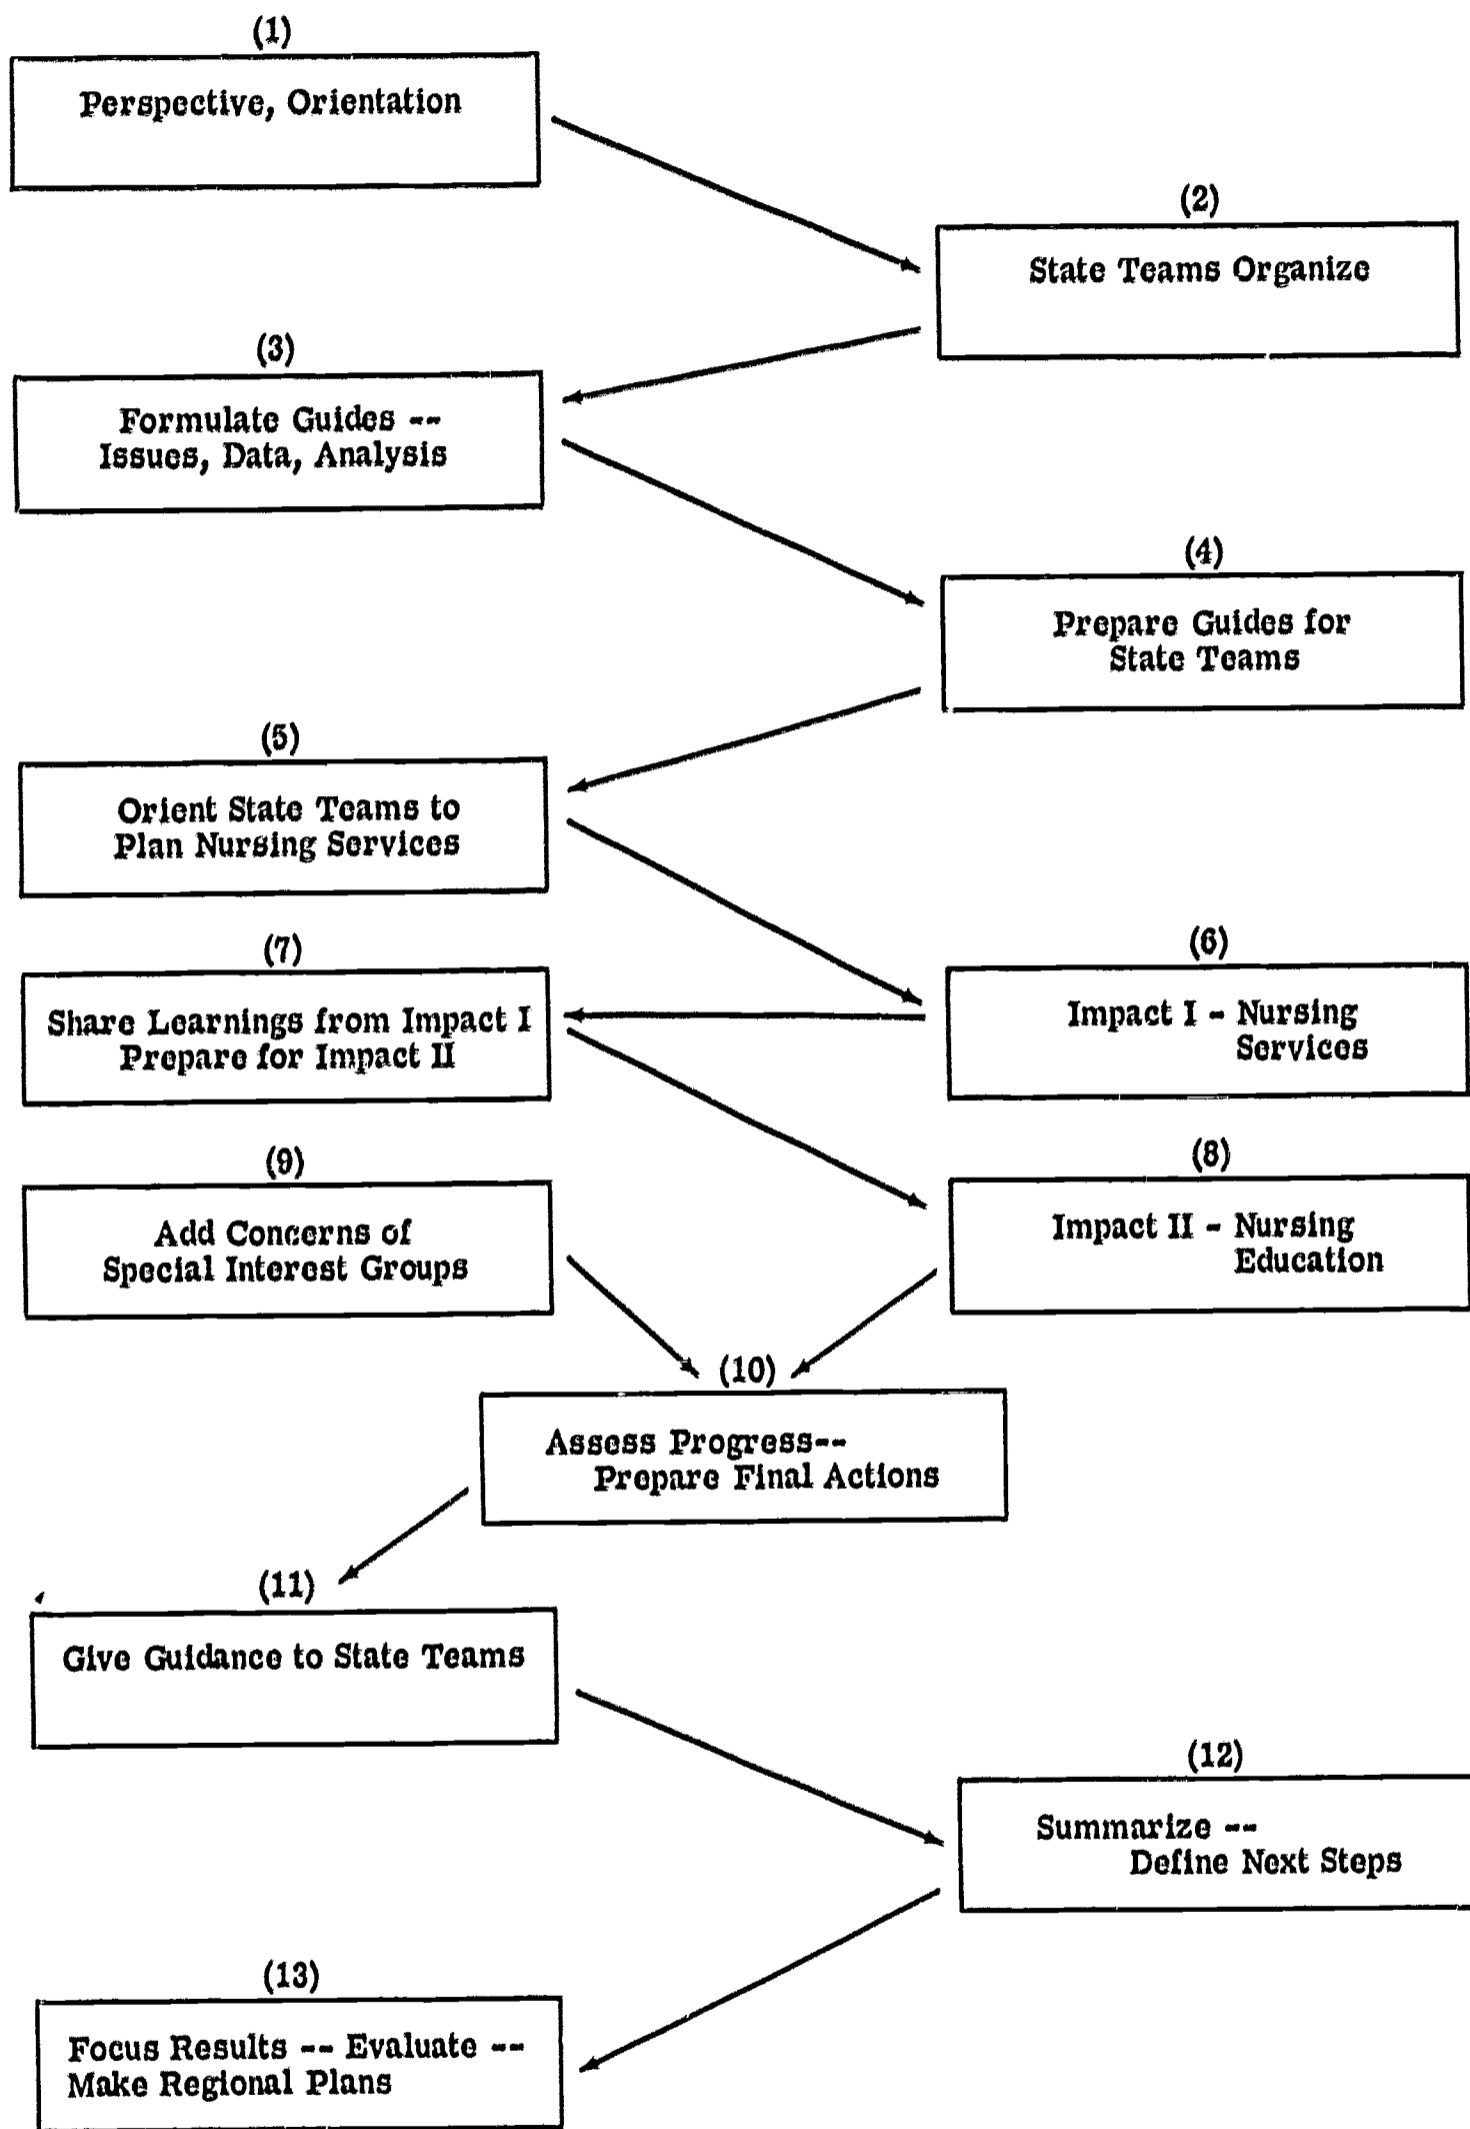 (1)
Perspective, Orientation
(2)
State Teams Organize
(3)
Formulate Guides --
Issues, Data, Analysis
(4)
Prepare Guides for
State Teams
(5)
Orient State Teams to
Plan Nursing Services
(6)
Impact I - Nursing
Services
(7)
Share Learnings from Impact I
Prepare for Impact II
(8)
Impact II - Nursing
Education
(9)
Add Concerns of
Special Interest Groups
(10)
Assess Progress--
Prepare Final Actions
(11)
Give Guidance to State Teams
(12)
Summarize --
Define Next Steps
(13)
Focus Results -- Evaluate --
Make Regional Plans